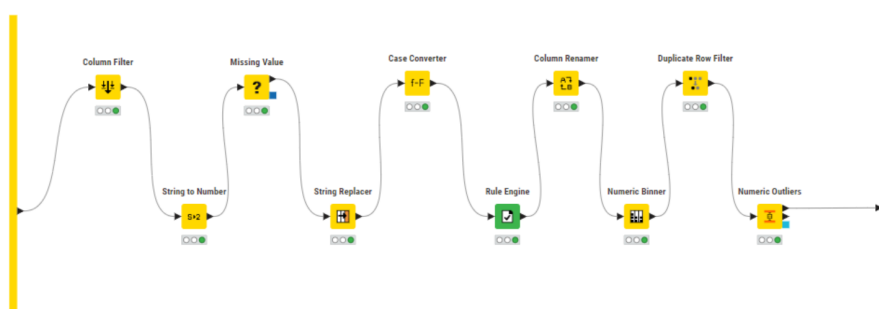 Column Filter
Missing Value
Case Converter
Column Renamer
Duplicate Row Filter
String to Number
String Replacer
Rule Engine
Numeric Binner
Numeric Outliers
?
f-F
S▸2